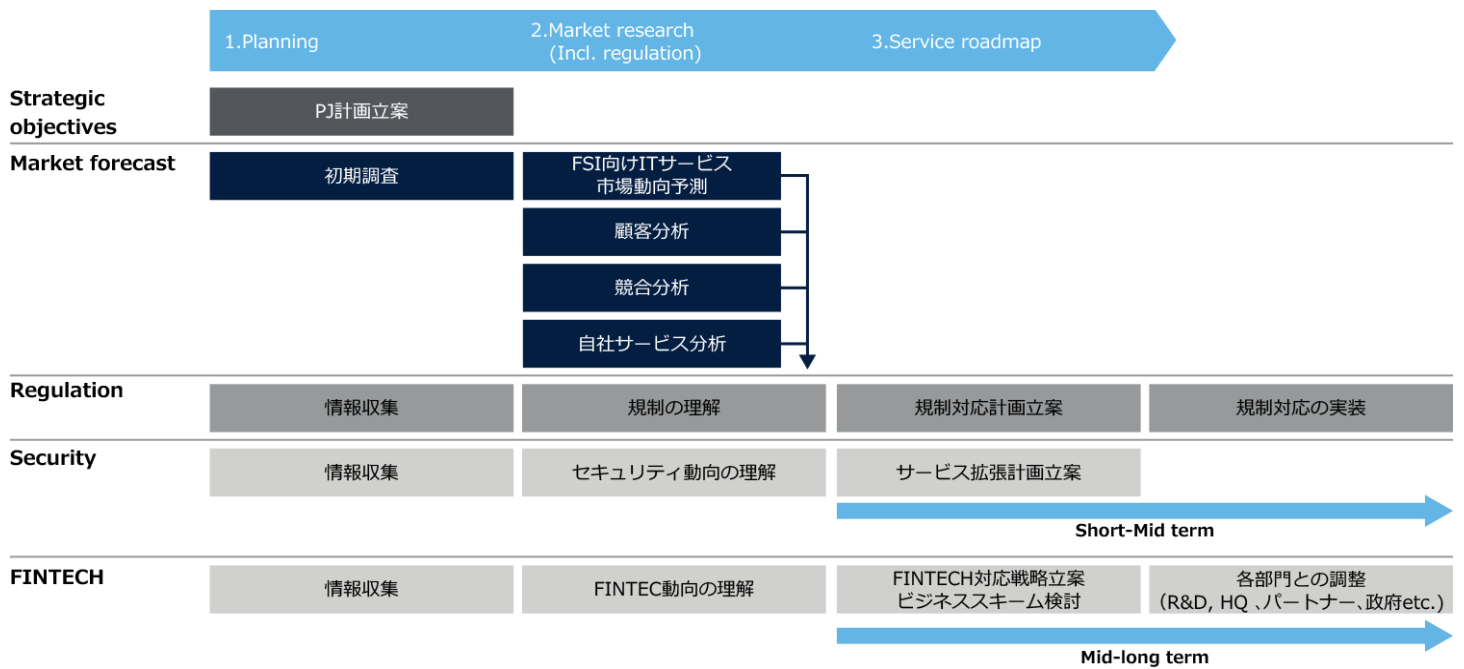 1.Planning
2.Market research
(Incl. regulation)
3.Service roadmap
Strategic
objectives
PJ計画立案
Market forecast
初期調査
FSI向けITサービス
市場動向予測
顧客分析
競合分析
自社サービス分析
Regulation
情報収集
規制の理解
規制対応計画立案
規制対応の実装
Security
情報収集
セキュリティ動向の理解
サービス拡張計画立案
Short-Mid term
FINTECH
情報収集
FINTEC動向の理解
FINTECH対応戦略立案
ビジネススキーム検討
各部門との調整
(R&D, HQ 、パートナー、政府etc.)
Mid-long term